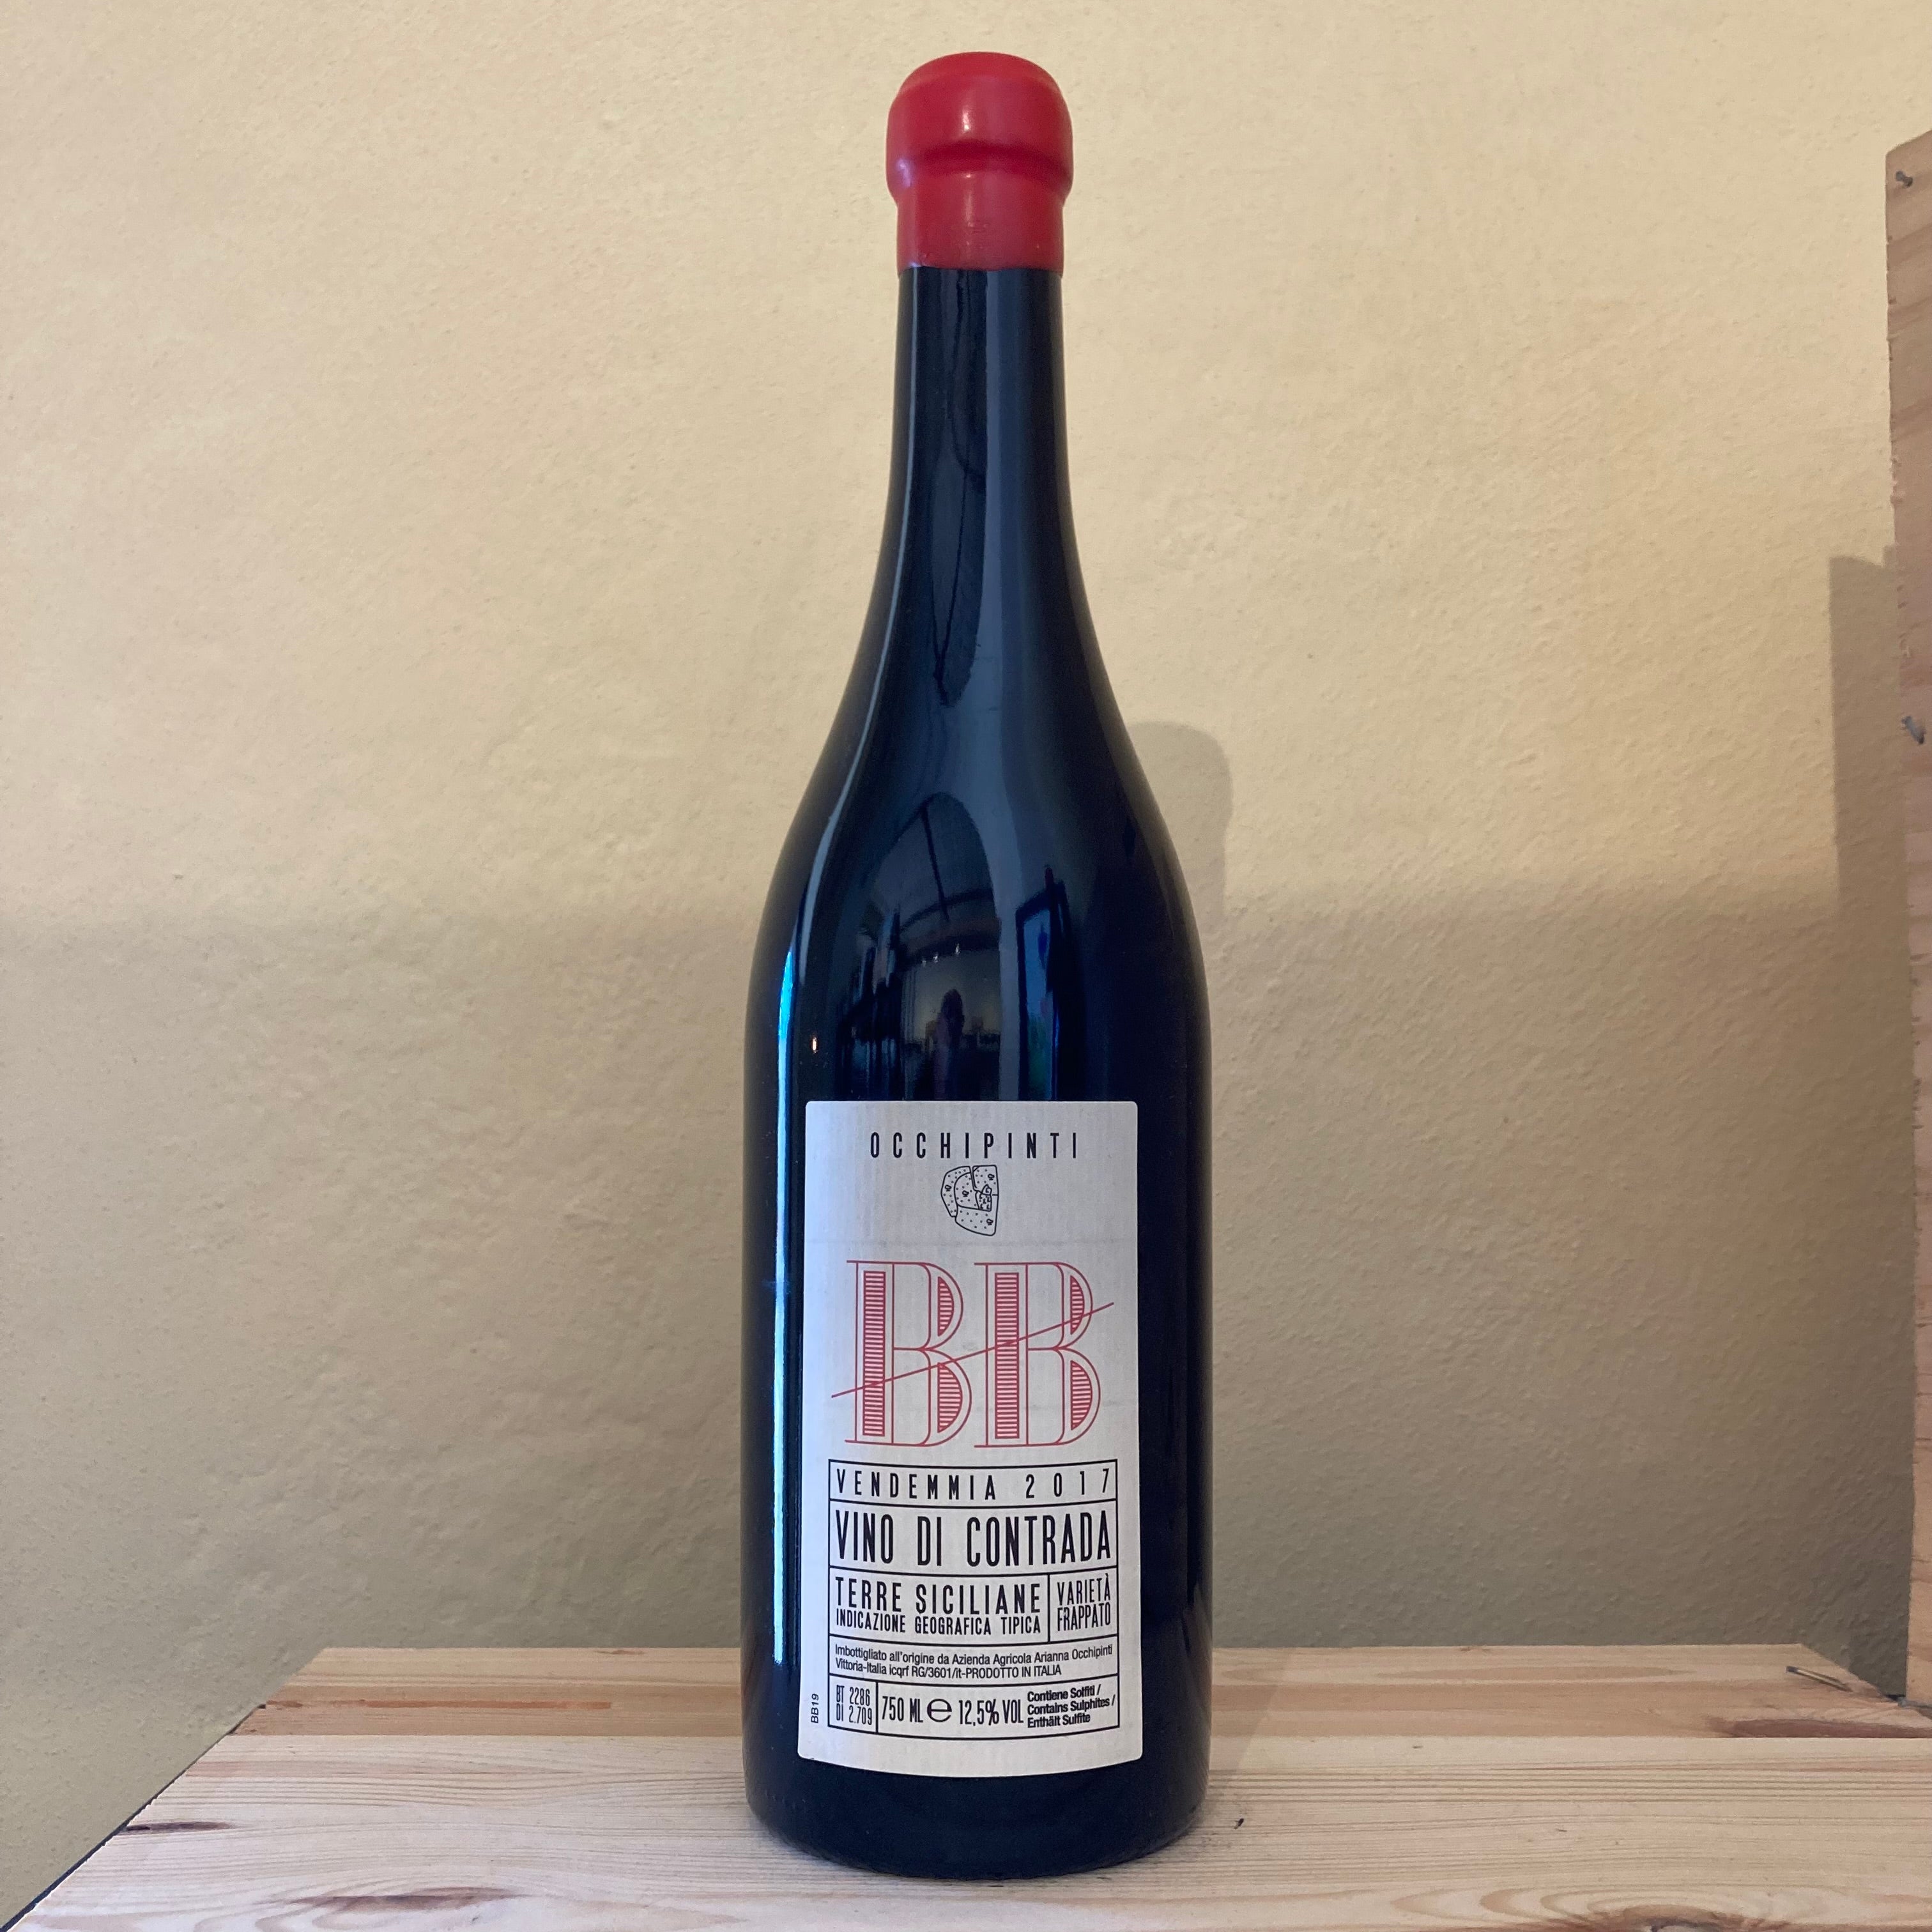 OCCHIPINTI
BB
VENDEMMIA 2017
VINO DI CONTRADA
TERRE SICILIANE
INDICAZIONE GEOGRAFICA TIPICA
VARIETÀ
FRAPPATO
Imbottigliato all'origine da Azienda Agricola Arianna Occhipinti
Vittoria-Italia icqrf RG/3601/it-PRODOTTO IN ITALIA
BB19
BT 2286
DI 2.709
750 ML e 12,5% VOL
Contiene Solfiti /
Contains Sulphites /
Enthält Sulfite